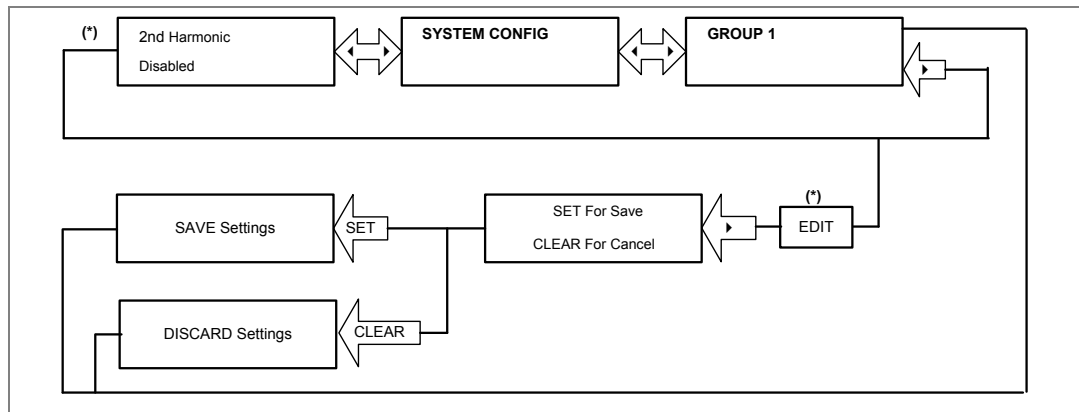 (*)
2nd Harmonic
Disabled
SYSTEM CONFIG
GROUP 1
SAVE Settings
SET
SET For Save
CLEAR For Cancel
(*)
EDIT
DISCARD Settings
CLEAR